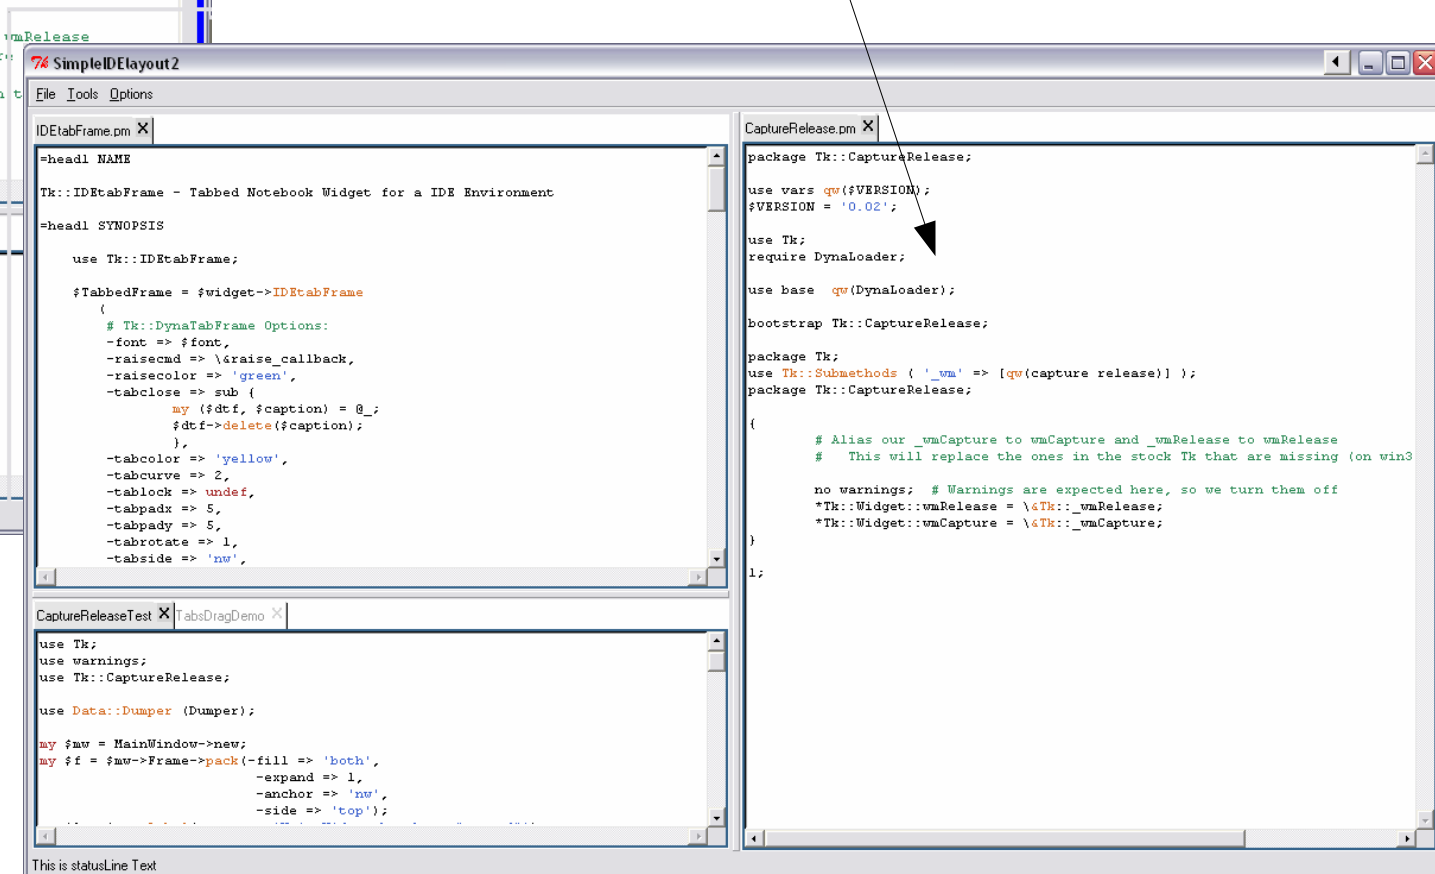 wmRelease
SimpleIDElayout2
File Tools Options
IDEtabFrame.pm X
=head1 NAME
Tk::IDEtabFrame - Tabbed Notebook Widget for a IDE Environment
=head1 SYNOPSIS
use Tk::IDEtabFrame;
$TabbedFrame = $widget->IDEtabFrame
(
# Tk::DynaTabFrame Options:
-font => $font,
-raisecmd => \&raise_callback,
-raisecolor => 'green',
-tabclose => sub {
my ($dtf, $caption) = @_;
$dtf->delete($caption);
},
-tabcolor => 'yellow',
-tabcurve => 2,
-tablock => undef,
-tabpadx => 5,
-tabpady => 5,
-tabrotate => 1,
-tabside => 'nw',
CaptureReleaseTest X TabsDragDemo X
use Tk;
use warnings;
use Tk::CaptureRelease;
use Data::Dumper (Dumper);
my $mw = MainWindow->new;
my $f = $mw->Frame->pack(-fill => 'both',
-expand => 1,
-anchor => 'nw',
-side => 'top');
CaptureRelease.pm X
package Tk::CaptureRelease;
use vars qw($VERSION);
$VERSION = '0.02';
use Tk;
require DynaLoader;
use base  qw(DynaLoader);
bootstrap Tk::CaptureRelease;
package Tk;
use Tk::Submethods ( '_wm' => [qw(capture release)] );
package Tk::CaptureRelease;
{
# Alias our _wmCapture to wmCapture and _wmRelease to wmRelease
#   This will replace the ones in the stock Tk that are missing (on win3
no warnings;  # Warnings are expected here, so we turn them off
*Tk::Widget::wmRelease = \&Tk::_wmRelease;
*Tk::Widget::wmCapture = \&Tk::_wmCapture;
}
1;
This is statusLine Text